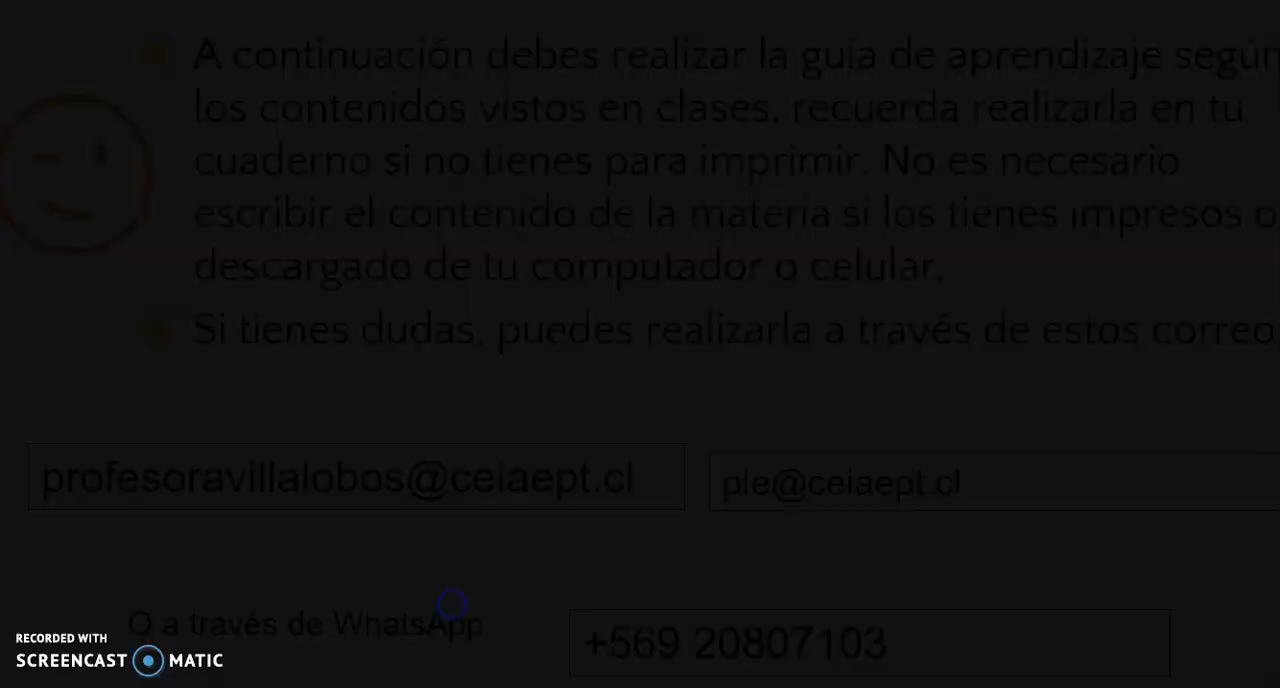 A continuación debes realizar la guía de aprendizaje según
los contenidos vistos en clases, recuerda realizarla en tu
cuaderno si no tienes para imprimir. No es necesario
escribir el contenido de la materia si los tienes impresos o
descargado de tu computador o celular.
Si tienes dudas, puedes realizarla a través de estos correo
profesoravillalobos@ceiaept.cl
pie@ceiaept.cl
O a través de WhatsApp
+569 20807103
RECORDED WITH
SCREENCAST MATIC